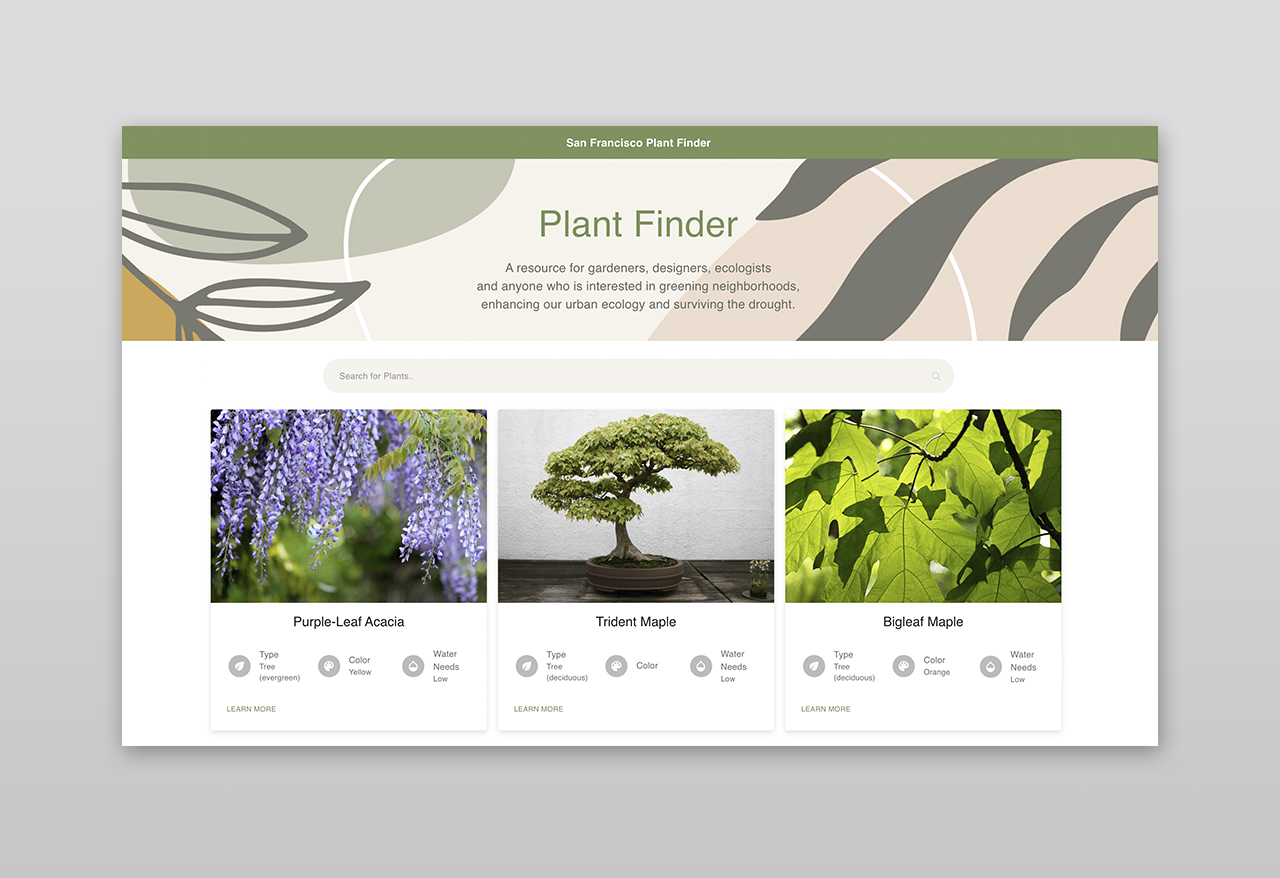 San Francisco Plant Finder
Plant Finder
A resource for gardeners, designers, ecologists
and anyone who is interested in greening neighborhoods,
enhancing our urban ecology and surviving the drought.
Search for Plants..
Purple-Leaf Acacia
Type
Tree
(evergreen)
Color
Yellow
Water
Needs
Low
LEARN MORE
Trident Maple
Type
Tree
(deciduous)
Color
Water
Needs
Low
LEARN MORE
Bigleaf Maple
Type
Tree
(deciduous)
Color
Orange
Water
Needs
Low
LEARN MORE